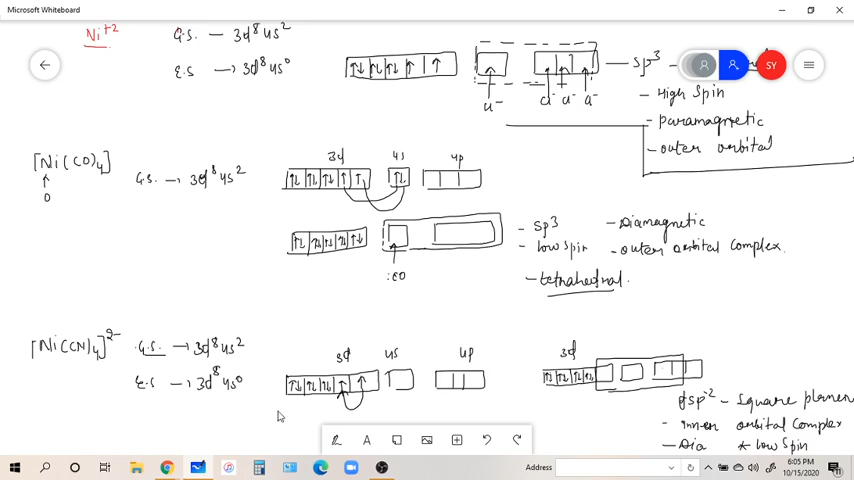 Microsoft Whiteboard
Ni+2
G.S. - 3d8 4s2
E.S → 3d8 4s0
sp3
SY
- High Spin
- paramagnetic
- outer orbital
[Ni(CO)4]
0
G.S. → 3d8 4s2
3d 4s 4p
- sp3 - Diamagnetic
- low spin - outer orbital complex.
:CO
- tetrahedral.
[Ni(CN)4]2-
G.S. → 3d8 4s2
E.S → 3d8 4s0
3d 4s 4p
3d
dsp-2 - Square planer
- inner orbital Complex
- Dia * low Spin
Address
6:05 PM
10/15/2020